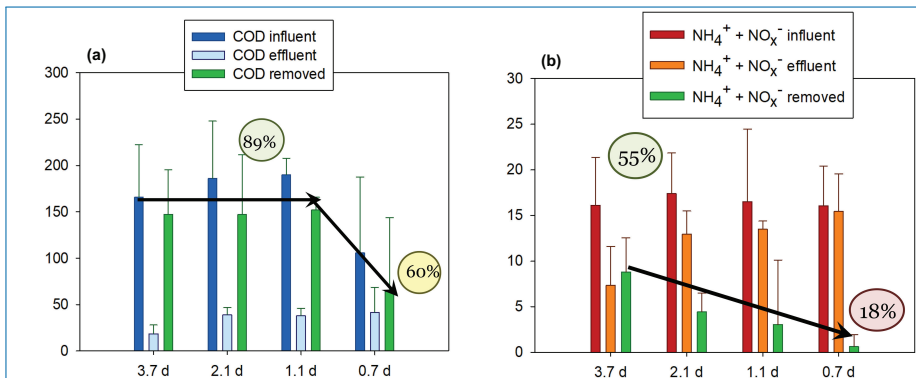 (a)
COD influent
COD effluent
COD removed
300
250
200
150
100
50
0
89%
60%
3.7 d 2.1 d 1.1 d 0.7 d
(b)
NH₄⁺ + NOₓ⁻ influent
NH₄⁺ + NOₓ⁻ effluent
NH₄⁺ + NOₓ⁻ removed
30
25
20
15
10
5
0
55%
18%
3.7 d 2.1 d 1.1 d 0.7 d